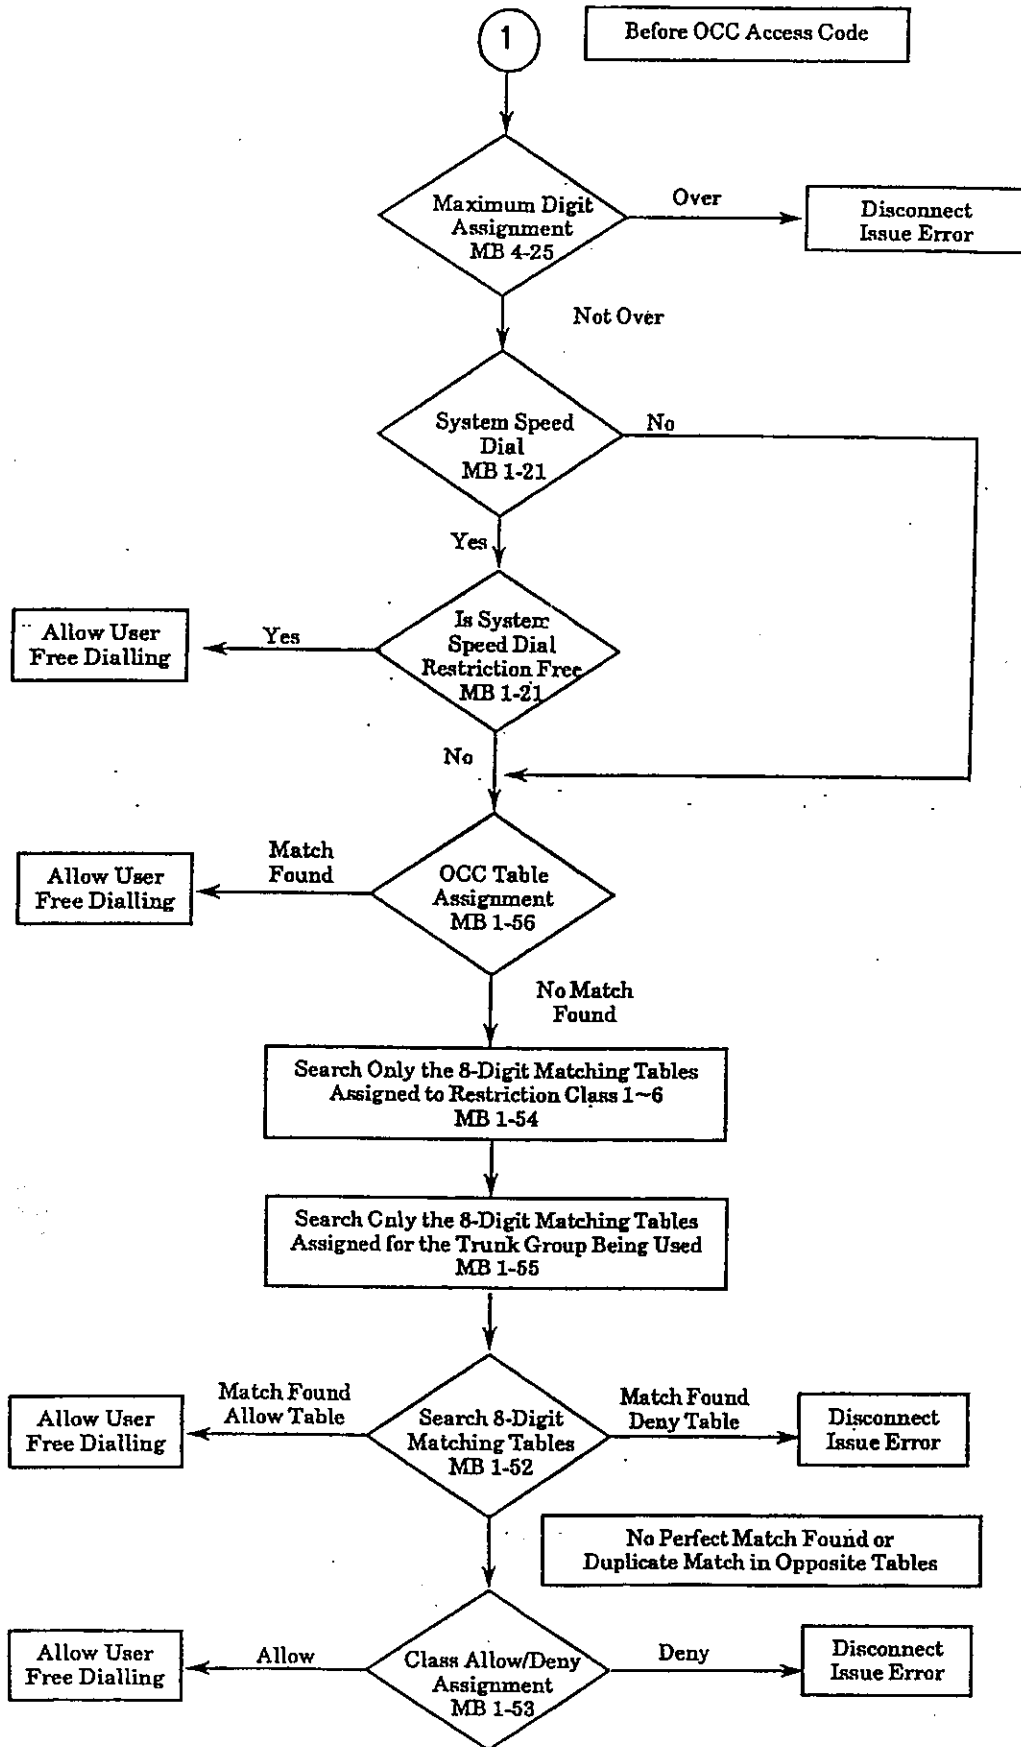 1
Before OCC Access Code
Maximum Digit
Assignment
MB 4-25
Over
Disconnect
Issue Error
Not Over
System Speed
Dial
MB 1-21
No
Yes
Is System
Speed Dial
Restriction Free
MB 1-21
Yes
Allow User
Free Dialling
No
OCC Table
Assignment
MB 1-56
Match
Found
Allow User
Free Dialling
No Match
Found
Search Only the 8-Digit Matching Tables
Assigned to Restriction Class 1~6
MB 1-54
Search Only the 8-Digit Matching Tables
Assigned for the Trunk Group Being Used
MB 1-55
Allow User
Free Dialling
Match Found
Allow Table
Search 8-Digit
Matching Tables
MB 1-52
Match Found
Deny Table
Disconnect
Issue Error
No Perfect Match Found or
Duplicate Match in Opposite Tables
Allow User
Free Dialling
Allow
Class Allow/Deny
Assignment
MB 1-53
Deny
Disconnect
Issue Error